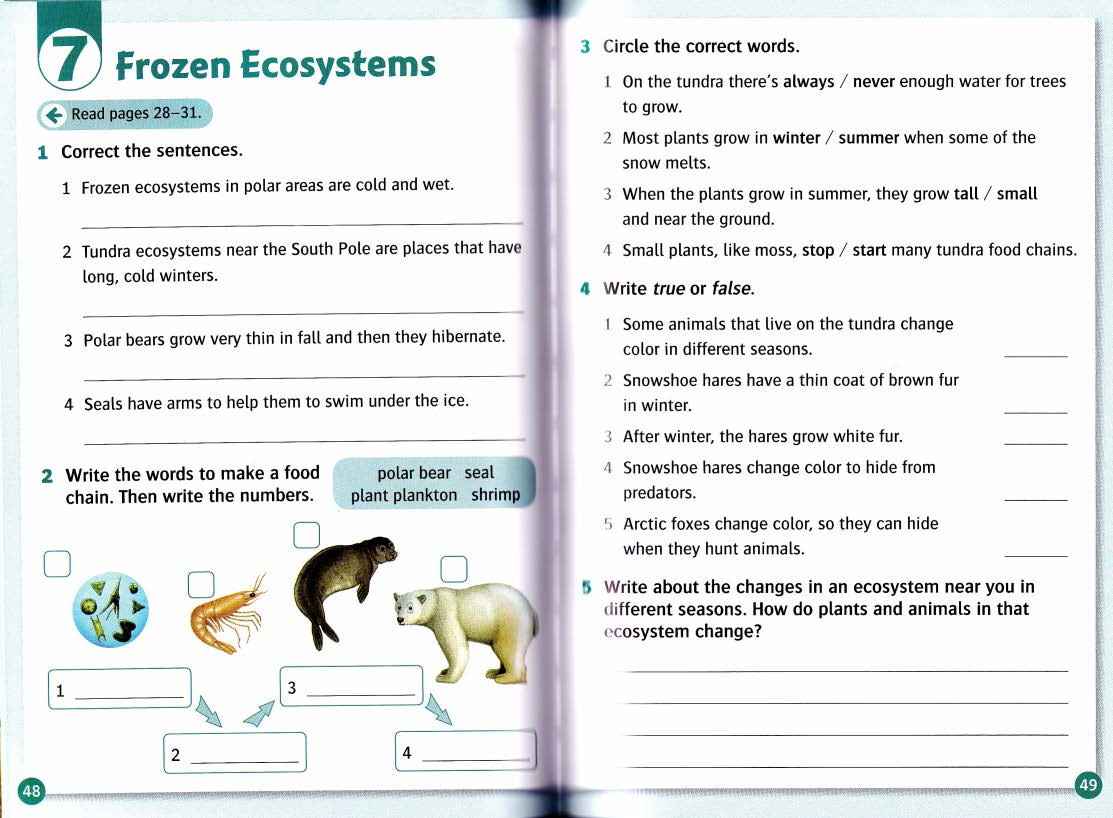 7 Frozen Ecosystems
Read pages 28–31.
1 Correct the sentences.
1 Frozen ecosystems in polar areas are cold and wet.
2 Tundra ecosystems near the South Pole are places that have
long, cold winters.
3 Polar bears grow very thin in fall and then they hibernate.
4 Seals have arms to help them to swim under the ice.
2 Write the words to make a food
chain. Then write the numbers.
polar bear seal
plant plankton shrimp
1
2
3
4
48
3 Circle the correct words.
1 On the tundra there's always / never enough water for trees
to grow.
2 Most plants grow in winter / summer when some of the
snow melts.
3 When the plants grow in summer, they grow tall / small
and near the ground.
4 Small plants, like moss, stop / start many tundra food chains.
4 Write true or false.
1 Some animals that live on the tundra change
color in different seasons.
2 Snowshoe hares have a thin coat of brown fur
in winter.
3 After winter, the hares grow white fur.
4 Snowshoe hares change color to hide from
predators.
5 Arctic foxes change color, so they can hide
when they hunt animals.
5 Write about the changes in an ecosystem near you in
different seasons. How do plants and animals in that
ecosystem change?
49